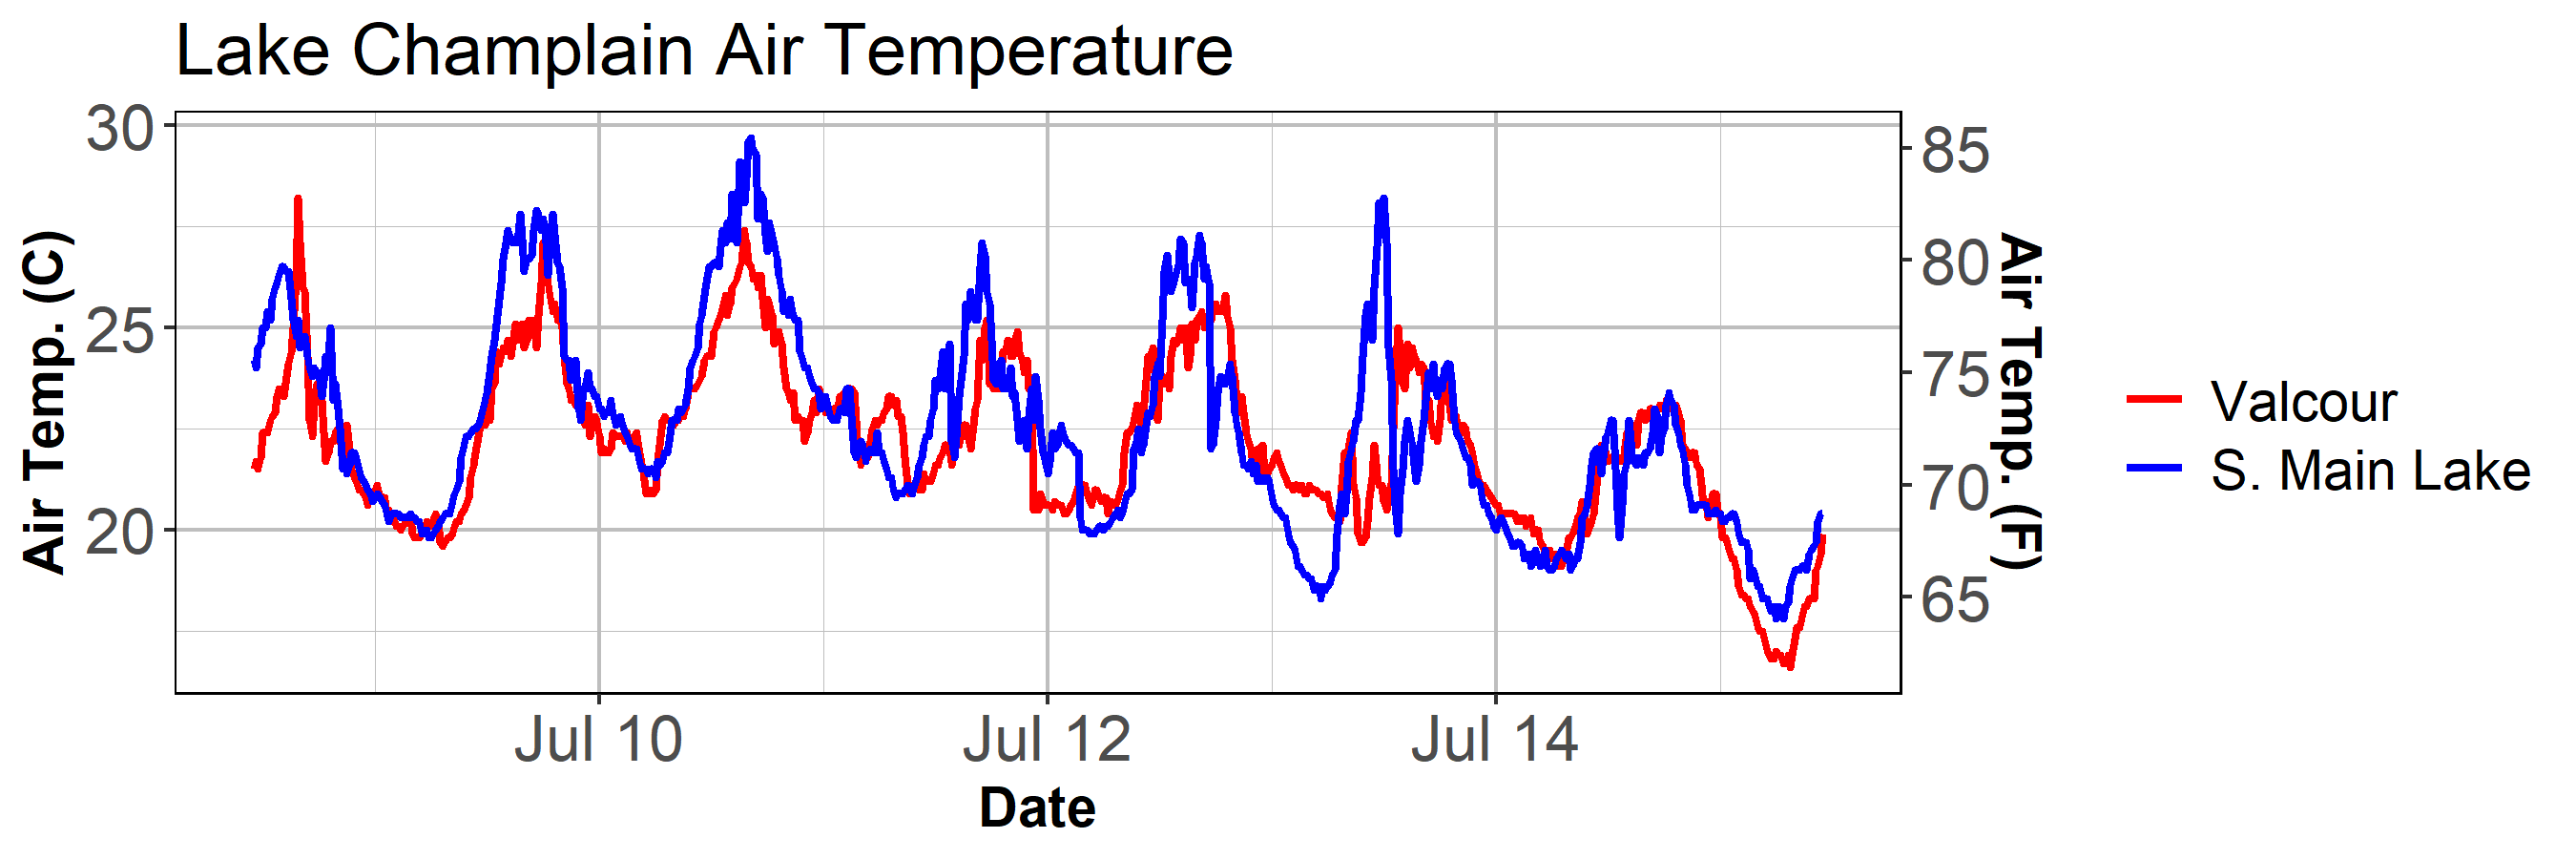 Lake Champlain Air Temperature
Air Temp. (C)
30
25
20
85
80
75
70
65
Air Temp. (F)
Jul 10
Jul 12
Jul 14
Date
Valcour
S. Main Lake